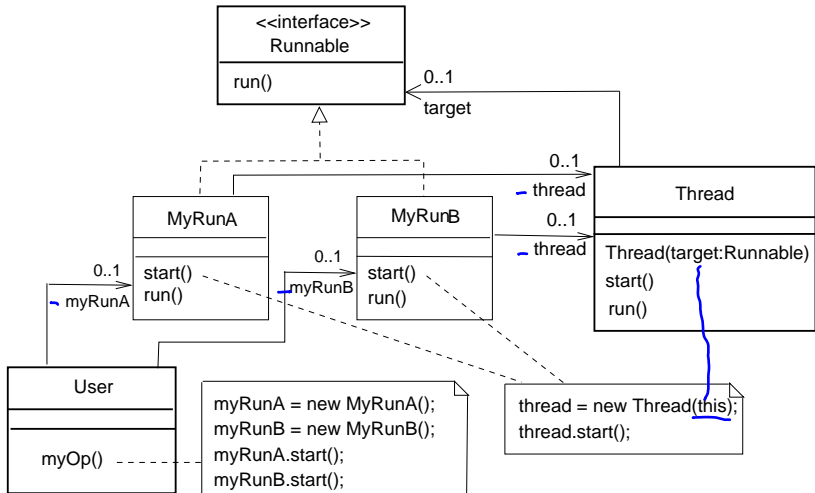 <<interface>>
Runnable
run()
0..1
target
0..1
thread
Thread
MyRunA
MyRunB
0..1
thread
Thread(target:Runnable)
start()
run()
0..1
myRunA
start()
run()
0..1
myRunB
start()
run()
User
myOp()
myRunA = new MyRunA();
myRunB = new MyRunB();
myRunA.start();
myRunB.start();
thread = new Thread(this);
thread.start();